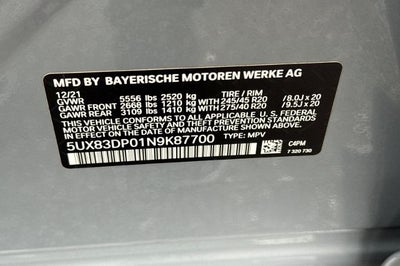 MFD BY BAYERISCHE MOTOREN WERKE AG
12/21
GVWR 5556 lbs 2520 kg TIRE / RIM
GAWR FRONT 2668 lbs 1210 kg WITH 245/45 R20 /8.0J x 20
GAWR REAR 3109 lbs 1410 kg WITH 275/40 R20 /9.5J x 20
THIS VEHICLE CONFORMS TO ALL APPLICABLE U.S. FEDERAL
MOTOR VEHICLE SAFETY STANDARDS IN EFFECT ON THE
DATE OF MANUFACTURE SHOWN ABOVE.
5UX83DP01N9K87700 TYPE: MPV
C4PM
7 320 730